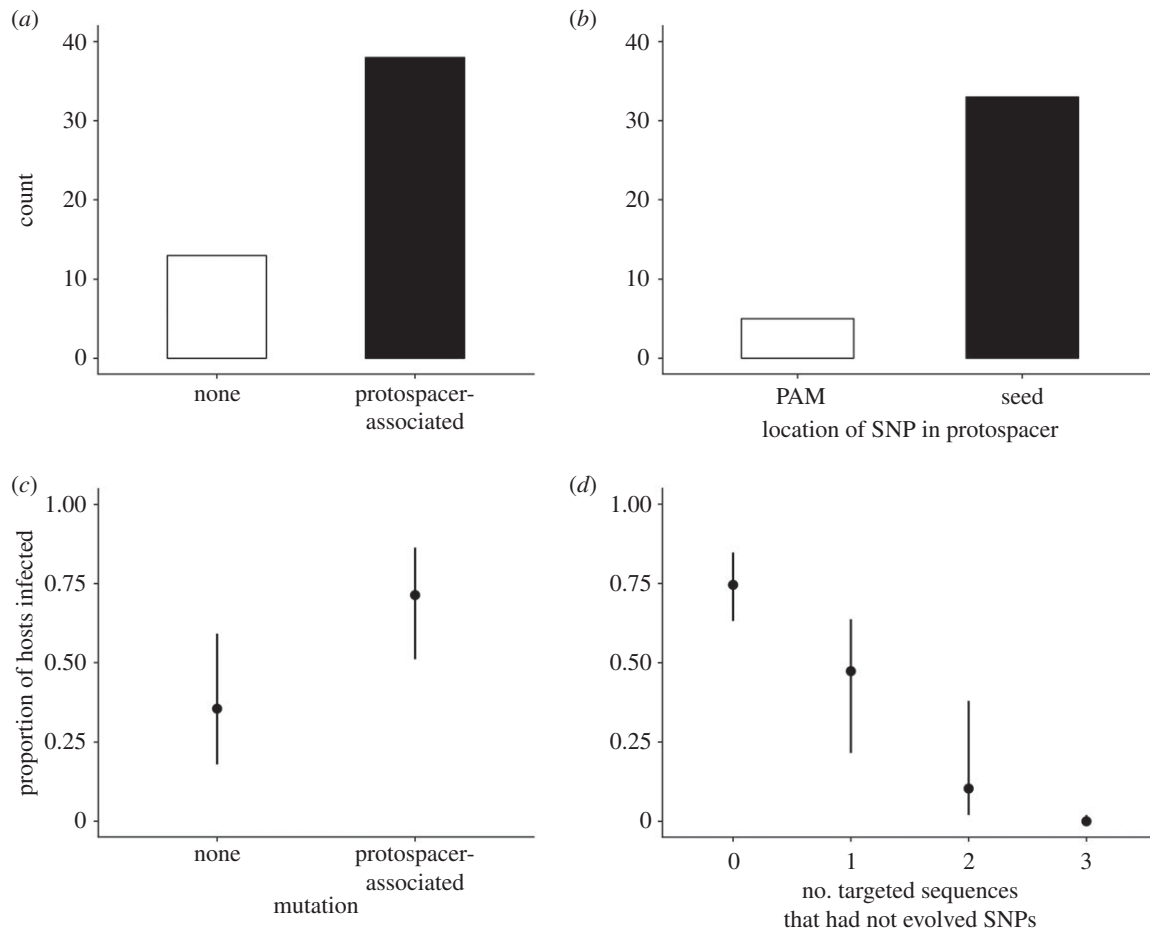 (a)
40
30
20
10
0
count
none
protospacer-
associated
(b)
40
30
20
10
0
PAM
seed
location of SNP in protospacer
(c)
1.00
0.75
0.50
0.25
0
proportion of hosts infected
none
protospacer-
associated
mutation
(d)
1.00
0.75
0.50
0.25
0
0 1 2 3
no. targeted sequences
that had not evolved SNPs